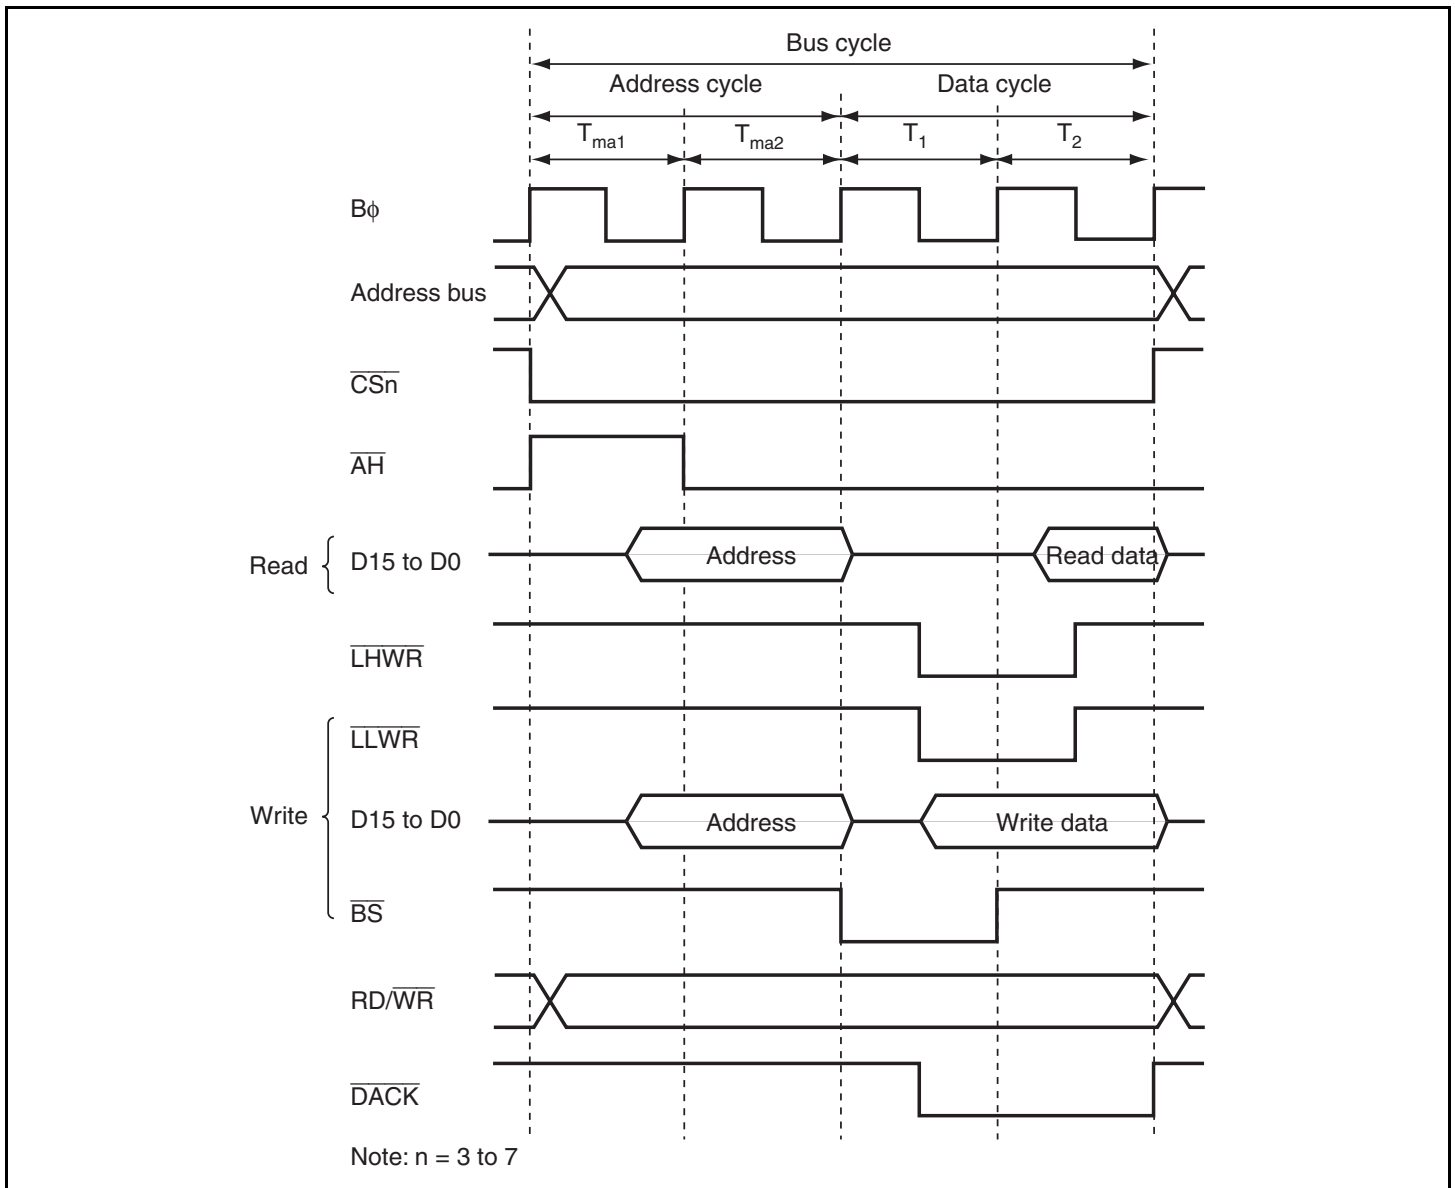 Bus cycle
Address cycle Data cycle
Tma1 Tma2 T1 T2
Bφ
Address bus
CSn
AH
Read D15 to D0 Address Read data
LHWR
LLWR
Write D15 to D0 Address Write data
BS
RD/WR
DACK
Note: n = 3 to 7